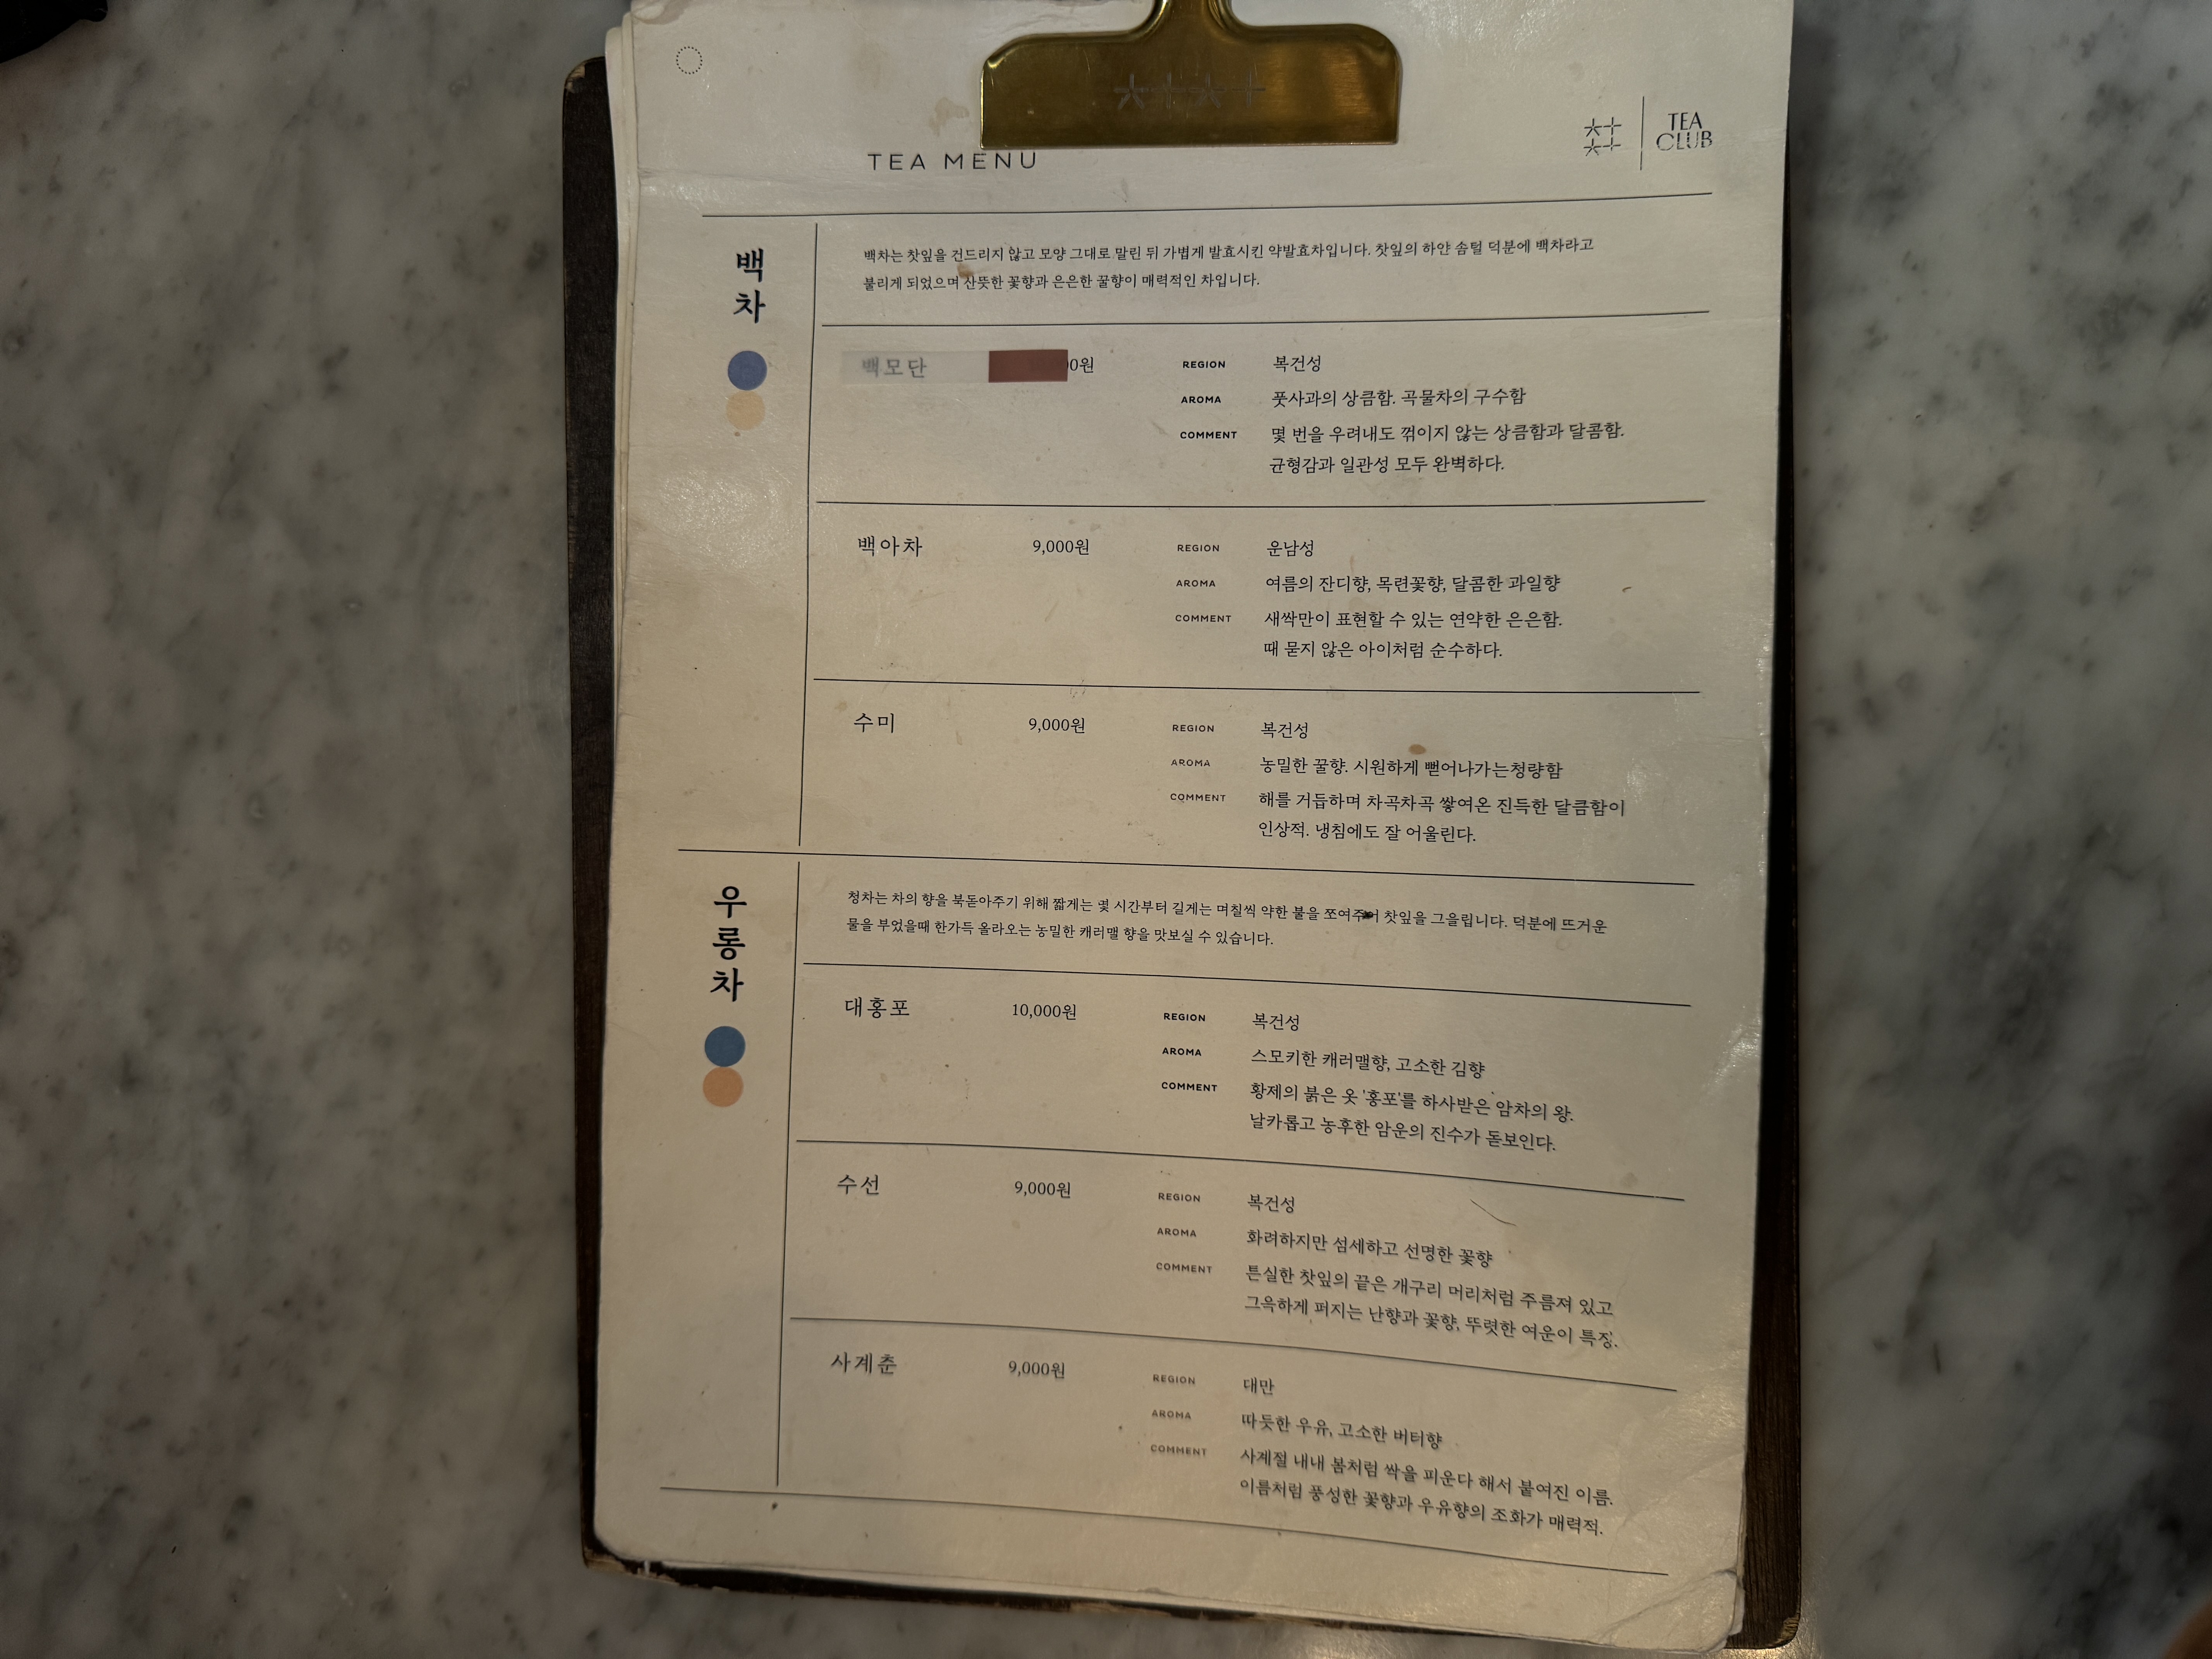 TEA MENU
TEA
CLUB
백차
백차는 찻잎을 건드리지 않고 모양 그대로 말린 뒤 가볍게 발효시킨 약발효차입니다. 찻잎의 하얀 솜털 덕분에 백차라고
불리게 되었으며 산뜻한 꽃향과 은은한 꿀향이 매력적인 차입니다.
백모단 0원
REGION 복건성
AROMA 풋사과의 상큼함. 곡물차의 구수함
COMMENT 몇 번을 우려내도 꺾이지 않는 상큼함과 달콤함.
균형감과 일관성 모두 완벽하다.
백아차 9,000원
REGION 운남성
AROMA 여름의 잔디향, 목련꽃향, 달콤한 과일향
COMMENT 새싹만이 표현할 수 있는 연약한 은은함.
때 묻지 않은 아이처럼 순수하다.
수미 9,000원
REGION 복건성
AROMA 농밀한 꿀향. 시원하게 뻗어나가는청량함
COMMENT 해를 거듭하며 차곡차곡 쌓여온 진득한 달큼함이
인상적. 냉침에도 잘 어울린다.
우롱차
청차는 차의 향을 북돋아주기 위해 짧게는 몇 시간부터 길게는 며칠씩 약한 불을 쪼여주어 찻잎을 그을립니다. 덕분에 뜨거운
물을 부었을때 한가득 올라오는 농밀한 캐러맬 향을 맛보실 수 있습니다.
대홍포 10,000원
REGION 복건성
AROMA 스모키한 캐러맬향, 고소한 김향
COMMENT 황제의 붉은 옷 '홍포'를 하사받은 암차의 왕.
날카롭고 농후한 암운의 진수가 돋보인다.
수선 9,000원
REGION 복건성
AROMA 화려하지만 섬세하고 선명한 꽃향
COMMENT 튼실한 찻잎의 끝은 개구리 머리처럼 주름져 있고
그윽하게 퍼지는 난향과 꽃향, 뚜렷한 여운이 특징.
사계춘 9,000원
REGION 대만
AROMA 따듯한 우유, 고소한 버터향
COMMENT 사계절 내내 봄처럼 싹을 피운다 해서 붙여진 이름.
이름처럼 풍성한 꽃향과 우유향의 조화가 매력적.